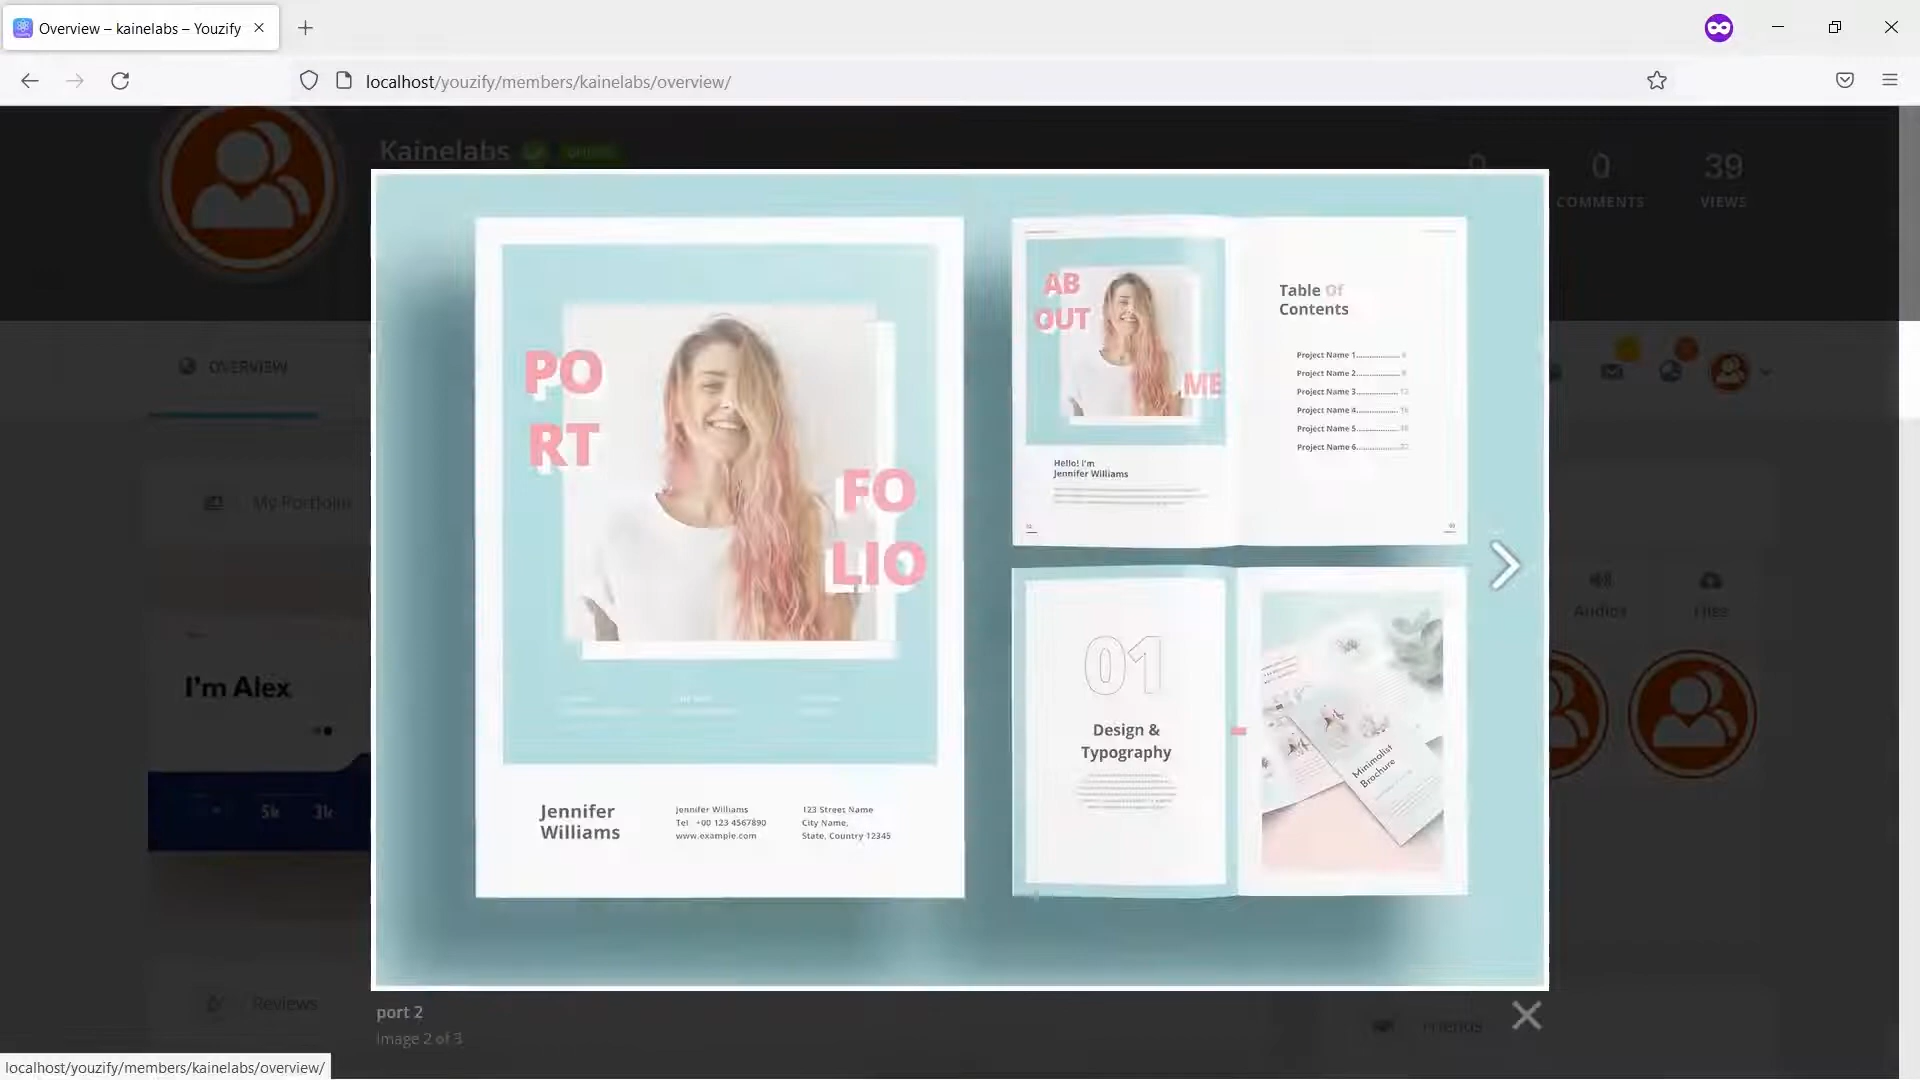 Overview – kainelabs – Youzify
localhost/youzify/members/kainelabs/overview/
Kainelabs
0
0
39
COMMENTS
VIEWS
OVERVIEW
My Portfolio
PO
RT
FO
LIO
Jennifer
Williams
Jennifer Williams
Tel +00 123 4567890
www.example.com
123 Street Name
City Name,
State, Country 12345
AB
OUT
ME
Hello! I'm
Jennifer Williams
Table Of
Contents
Project Name 1
Project Name 2
Project Name 3
Project Name 4
Project Name 5
Project Name 6
01
Design &
Typography
Minimalist
Brochure
Audios
Files
I'm Alex
5k
31k
Reviews
port 2
Image 2 of 3
Friends
localhost/youzify/members/kainelabs/overview/